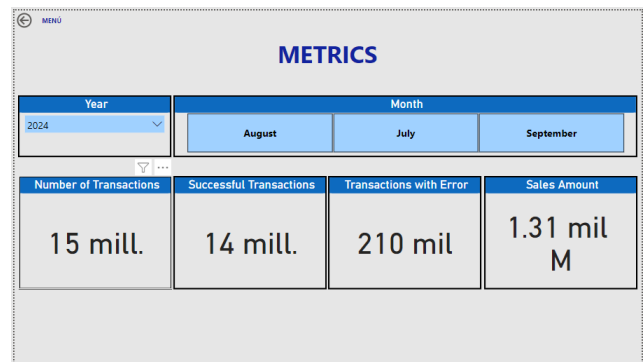 MENÚ
METRICS
Year
Month
2024
August
July
September
Number of Transactions
Successful Transactions
Transactions with Error
Sales Amount
15 mill.
14 mill.
210 mil
1.31 mil
M